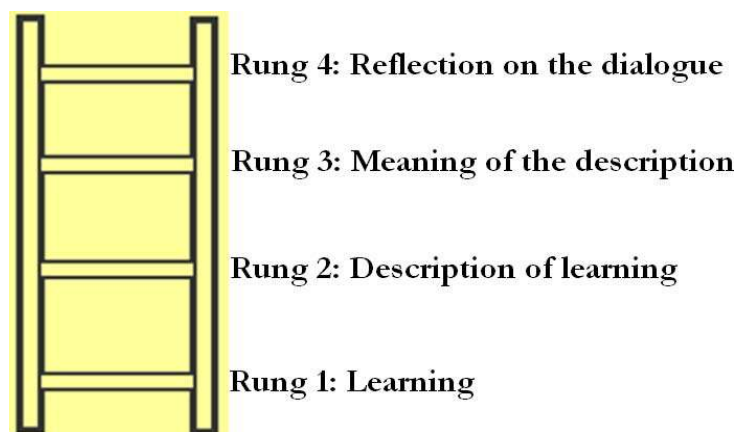 Rung 4: Reflection on the dialogue
Rung 3: Meaning of the description
Rung 2: Description of learning
Rung 1: Learning